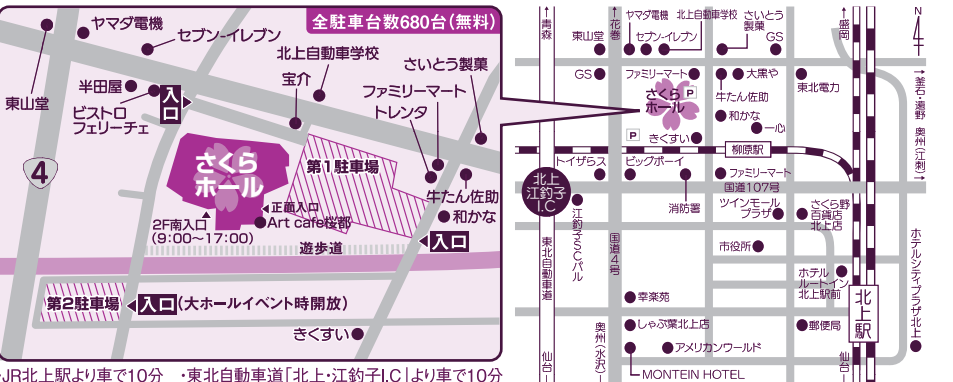 全駐車台数680台（無料）
ヤマダ電機
セブン-イレブン
北上自動車学校
宝介
さいとう製菓
ファミリーマート
トレンタ
東山堂
半田屋
ビストロ
フェリーチェ
入口
4
さくら
ホール
第1駐車場
牛たん佐助
和かな
正面入口
Art cafe桜都
2F南入口
(9:00〜17:00)
入口
遊歩道
第2駐車場
入口
(大ホールイベント時開放)
きくすい
・JR北上駅より車で10分
・東北自動車道「北上・江釣子I.C」より車で10分
↑青森
↑花巻
ヤマダ電機
北上自動車学校
さいとう
製菓
東山堂
セブン-イレブン
GS
盛岡↑
N
4
GS
ファミリーマート
大黒や
東北電力
さくら
ホール
P
牛たん佐助
和かな
一心
P
きくすい
→釜石・遠野
奥州(江刺)→
柳原駅
トイザらス
ビッグボーイ
ファミリーマート
国道107号
北上
江釣子
I.C
消防署
ツインモール
プラザ
さくら野
百貨店
北上店
江釣子SCパル
東北自動車道
国道4号
市役所
ホテル
ルートイン
北上駅前
ホテルシティプラザ北上
幸楽苑
北上駅
しゃぶ葉北上店
郵便局
アメリカンワールド
MONTEIN HOTEL
仙台↓
奥州(水沢)↓
仙台↓